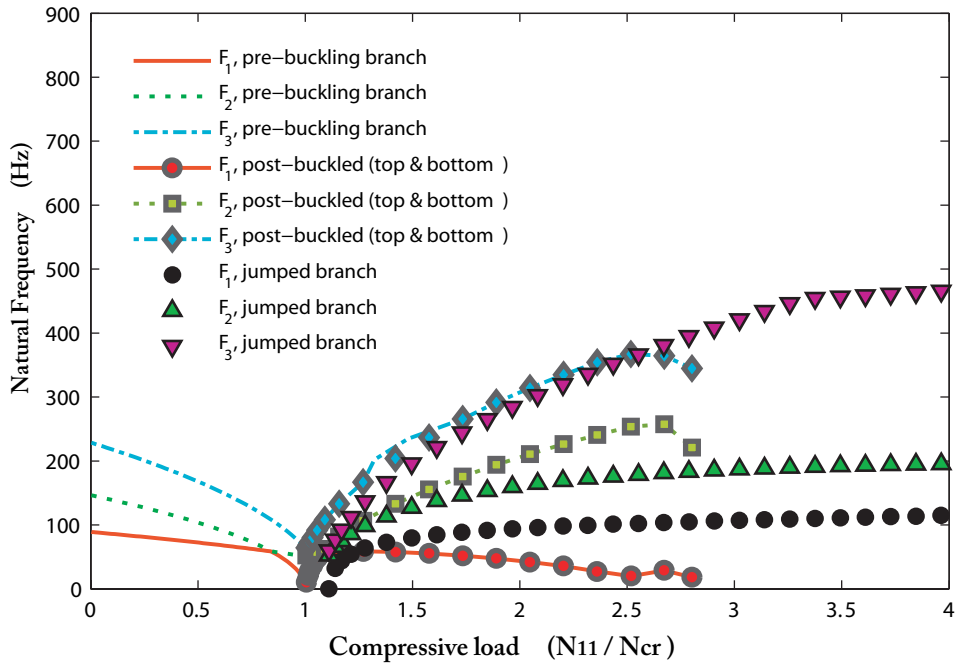 900
800
700
600
500
400
300
200
100
0
Natural Frequency (Hz)
F1, pre−buckling branch
F2, pre−buckling branch
F3, pre−buckling branch
F1, post−buckled (top & bottom )
F2, post−buckled (top & bottom )
F3, post−buckled (top & bottom )
F1, jumped branch
F2, jumped branch
F3, jumped branch
0 0.5 1 1.5 2 2.5 3 3.5 4
Compressive load (N11 / Ncr )